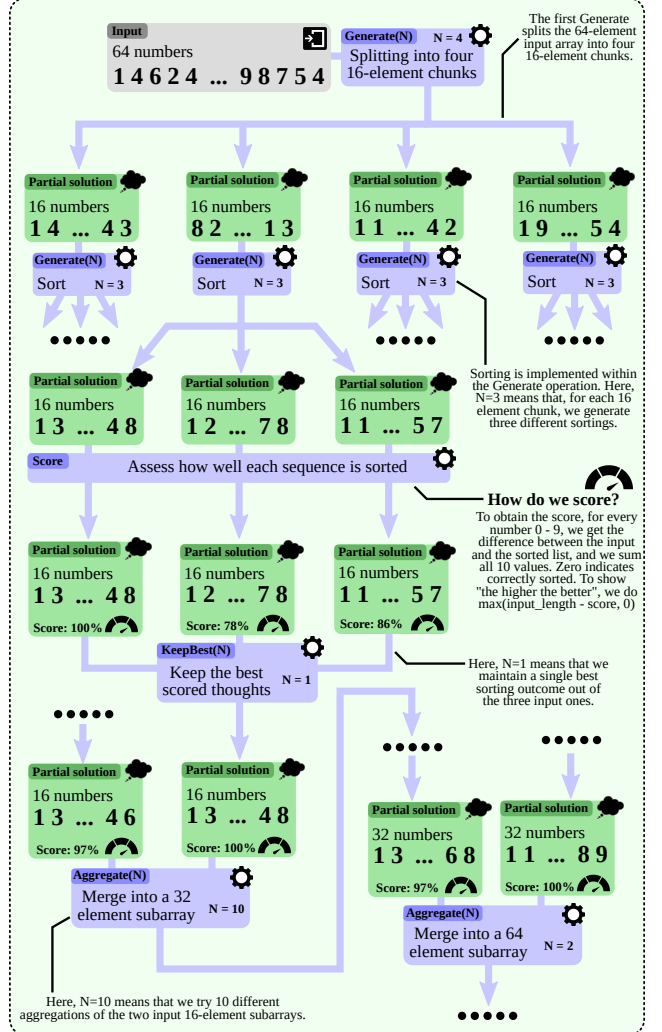 Input
64 numbers
1 4 6 2 4 ... 9 8 7 5 4
Generate(N) N = 4
Splitting into four
16-element chunks
The first Generate
splits the 64-element
input array into four
16-element chunks.
Partial solution
16 numbers
1 4 ... 4 3
Generate(N)
Sort N = 3
Partial solution
16 numbers
8 2 ... 1 3
Generate(N)
Sort N = 3
Partial solution
16 numbers
1 1 ... 4 2
Generate(N)
Sort N = 3
Partial solution
16 numbers
1 9 ... 5 4
Generate(N)
Sort N = 3
Sorting is implemented within
the Generate operation. Here,
N=3 means that, for each 16
element chunk, we generate
three different sortings.
Partial solution
16 numbers
1 3 ... 4 8
Partial solution
16 numbers
1 2 ... 7 8
Partial solution
16 numbers
1 1 ... 5 7
Score
Assess how well each sequence is sorted
How do we score?
To obtain the score, for every
number 0 - 9, we get the
difference between the input
and the sorted list, and we sum
all 10 values. Zero indicates
correctly sorted. To show
"the higher the better", we do
max(input_length - score, 0)
Partial solution
16 numbers
1 3 ... 4 8
Score: 100%
Partial solution
16 numbers
1 2 ... 7 8
Score: 78%
Partial solution
16 numbers
1 1 ... 5 7
Score: 86%
KeepBest(N)
Keep the best
scored thoughts
N = 1
Here, N=1 means that we
maintain a single best
sorting outcome out of
the three input ones.
Partial solution
16 numbers
1 3 ... 4 6
Score: 97%
Partial solution
16 numbers
1 3 ... 4 8
Score: 100%
Aggregate(N)
Merge into a 32
element subarray
N = 10
Partial solution
32 numbers
1 3 ... 6 8
Score: 97%
Partial solution
32 numbers
1 1 ... 8 9
Score: 100%
Aggregate(N)
Merge into a 64
element subarray
N = 2
Here, N=10 means that we try 10 different
aggregations of the two input 16-element subarrays.